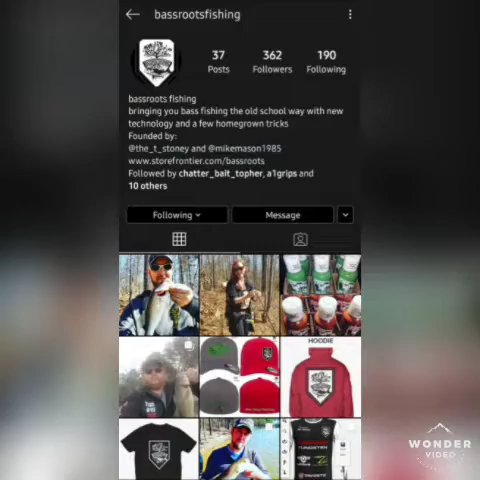 bassrootsfishing
37 362 190
Posts Followers Following
bassroots fishing
bringing you bass fishing the old school way with new
technology and a few homegrown tricks
Founded by:
@the_t_stoney and @mikemason1985
www.storefrontier.com/bassroots
Followed by chatter_bait_topher, a1grips and
10 others
Following Message
HOODIE
WONDER
VIDEO